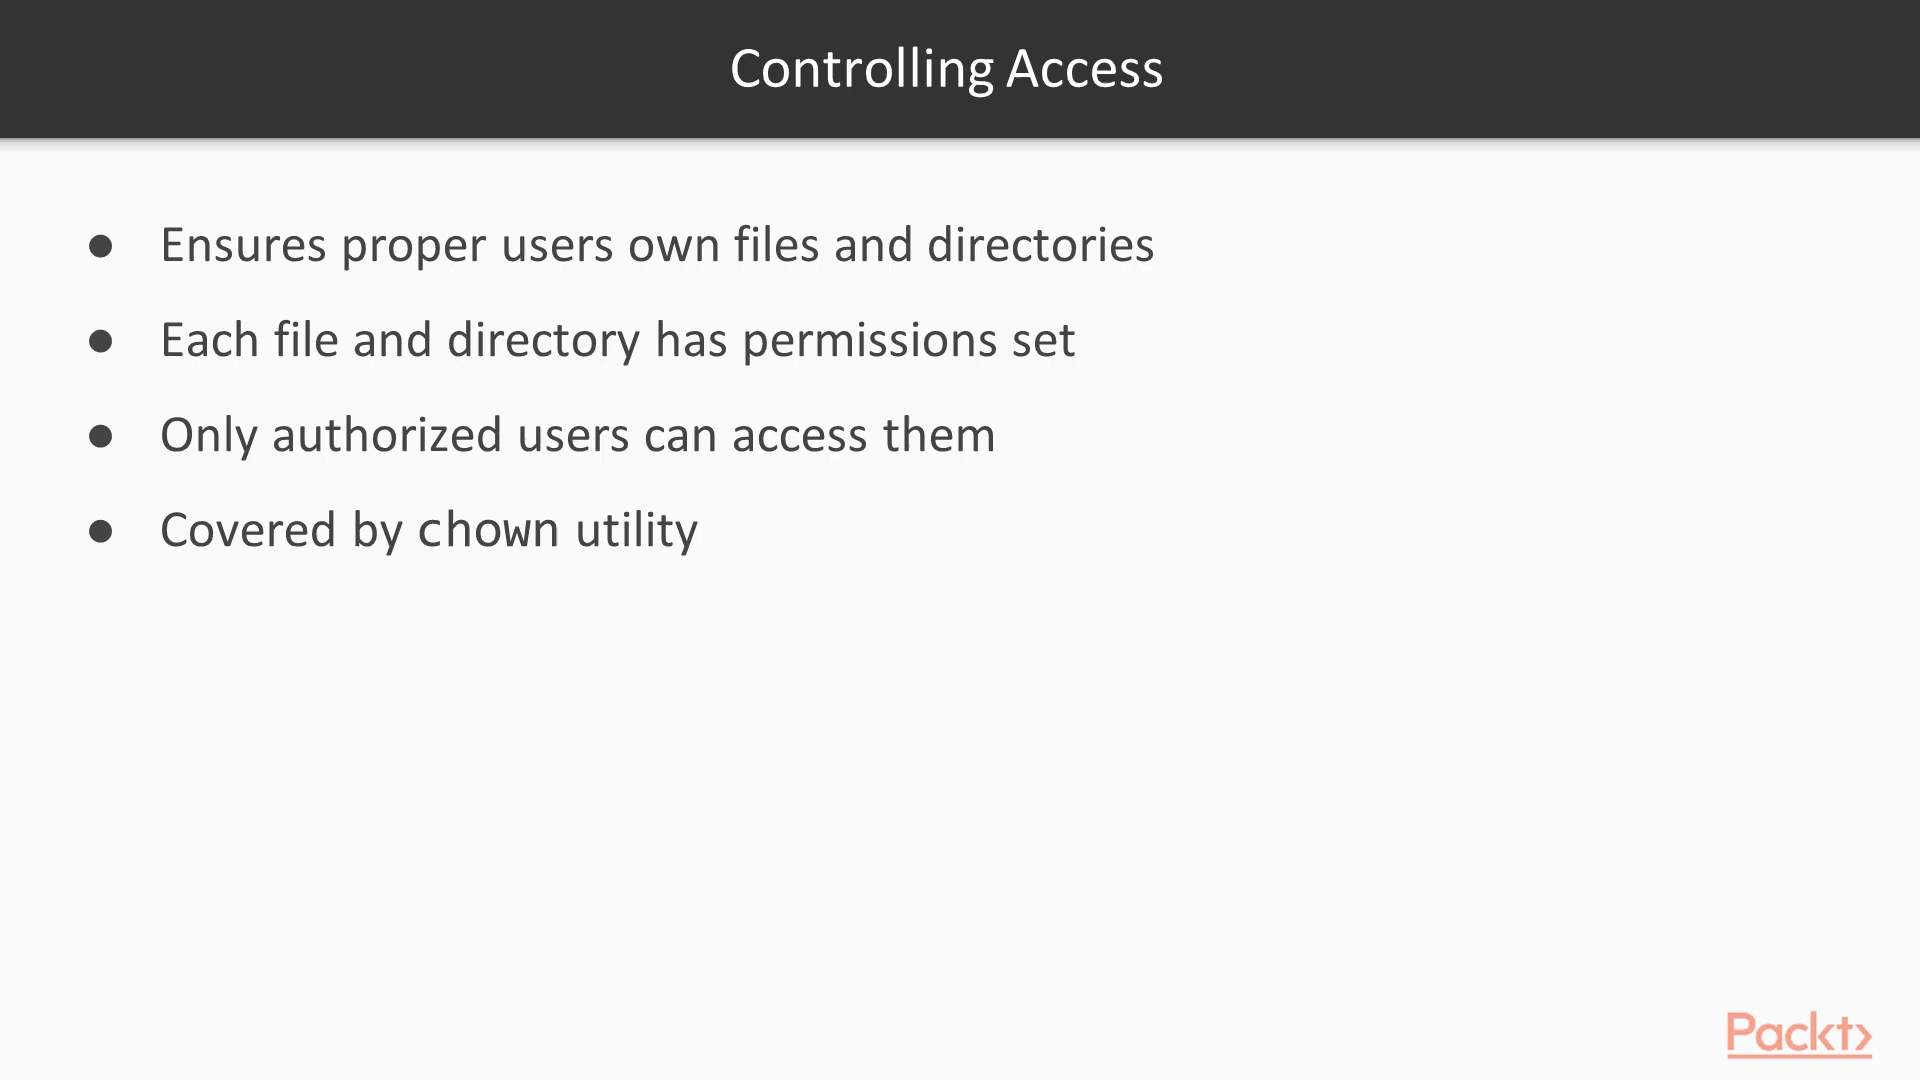 Controlling Access
● Ensures proper users own files and directories
● Each file and directory has permissions set
● Only authorized users can access them
● Covered by chown utility
Packt>